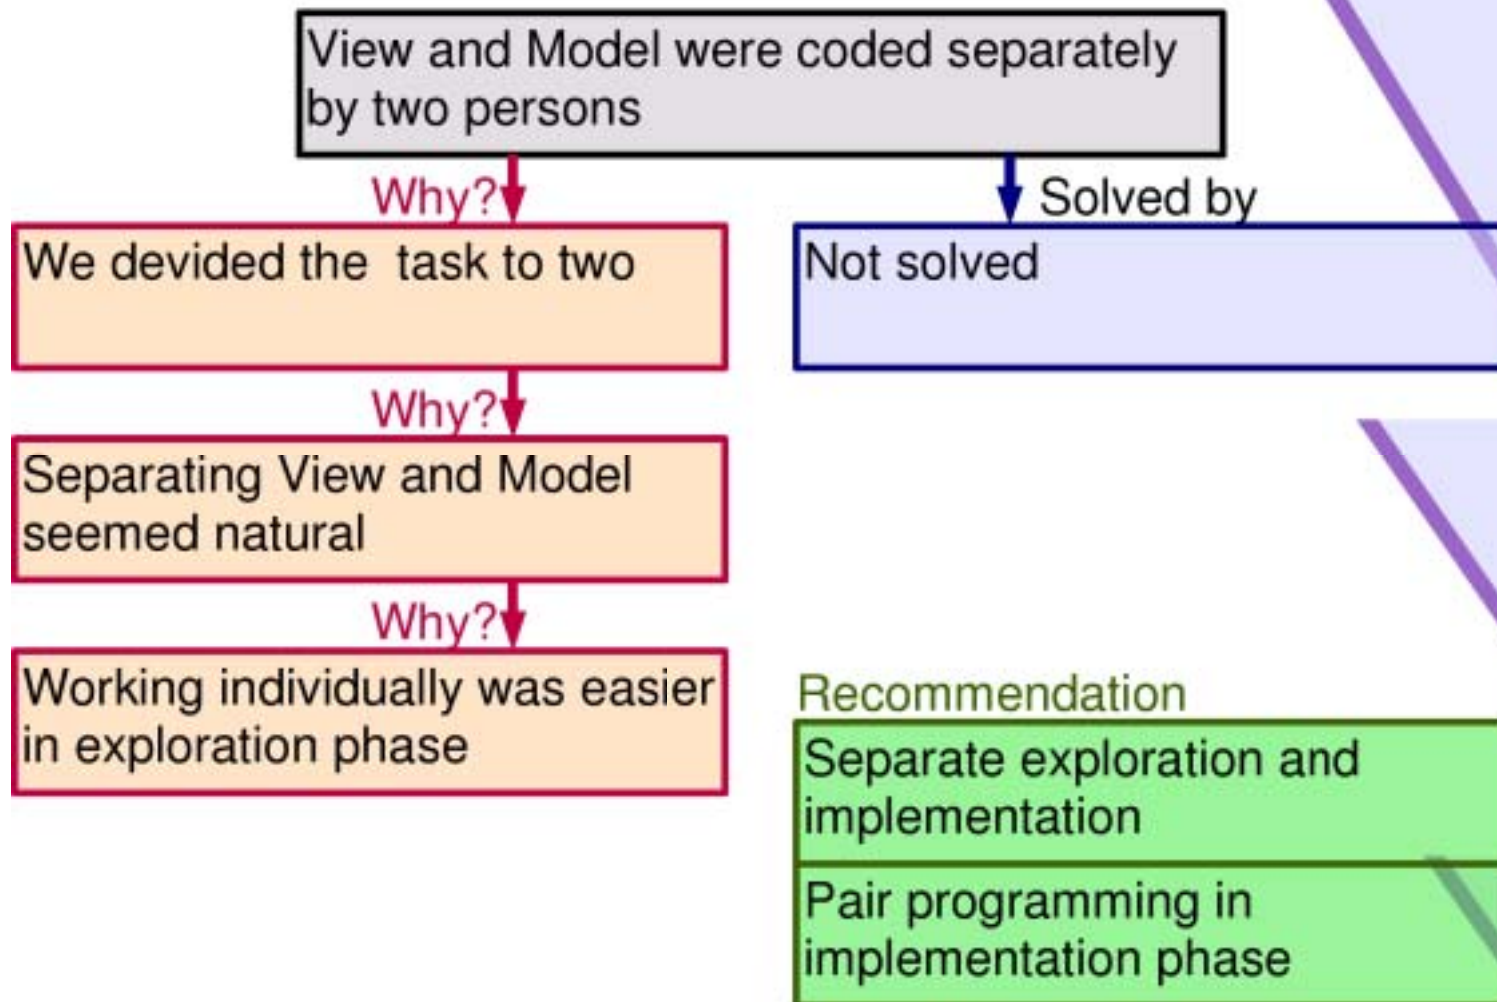 View and Model were coded separately
by two persons
Why?
Solved by
We devided the task to two
Not solved
Why?
Separating View and Model
seemed natural
Why?
Working individually was easier
in exploration phase
Recommendation
Separate exploration and
implementation
Pair programming in
implementation phase